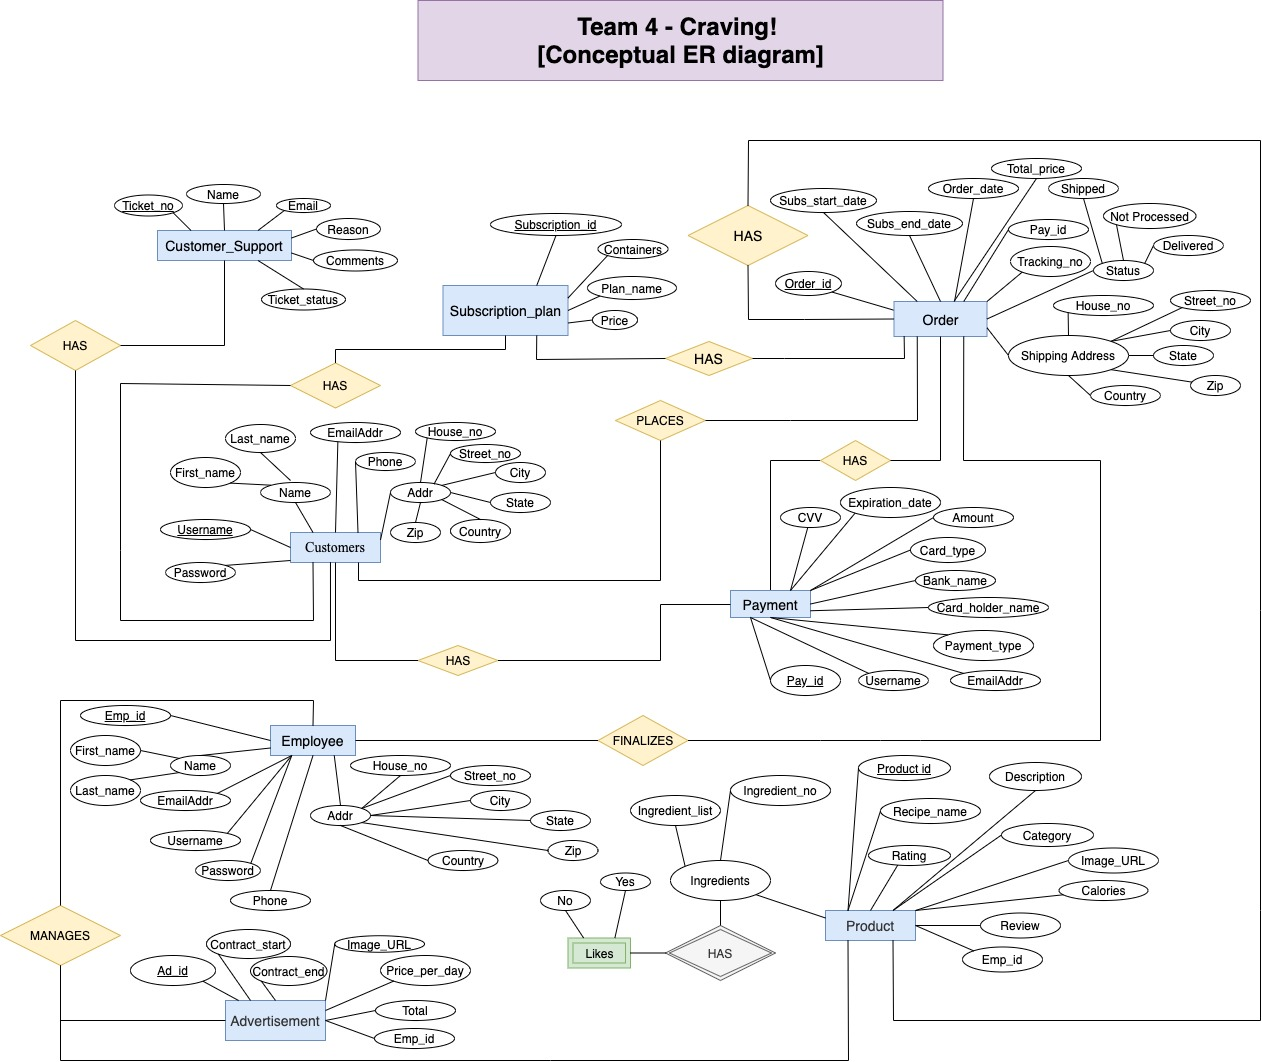 Team 4 - Craving!
[Conceptual ER diagram]
Ticket_no
Name
Email
Reason
Comments
Ticket_status
Customer_Support
HAS
Subscription_id
Containers
Plan_name
Price
Subscription_plan
HAS
HAS
HAS
Total_price
Order_date
Shipped
Subs_start_date
Subs_end_date
Pay_id
Not Processed
Delivered
Tracking_no
Status
Order_id
Order
House_no
Street_no
City
State
Zip
Country
Shipping Address
PLACES
HAS
Last_name
EmailAddr
House_no
Street_no
Phone
First_name
Name
Addr
City
State
Country
Zip
Username
Password
Customers
CVV
Expiration_date
Amount
Card_type
Bank_name
Card_holder_name
Payment_type
EmailAddr
Username
Pay_id
Payment
HAS
Emp_id
First_name
Name
Last_name
EmailAddr
Username
Password
Phone
Employee
House_no
Street_no
City
State
Zip
Country
Addr
FINALIZES
Product id
Description
Ingredient_no
Ingredient_list
Recipe_name
Category
Rating
Image_URL
Calories
Review
Emp_id
Product
Ingredients
Yes
No
Likes
HAS
MANAGES
Contract_start
Image_URL
Ad_id
Contract_end
Price_per_day
Total
Emp_id
Advertisement